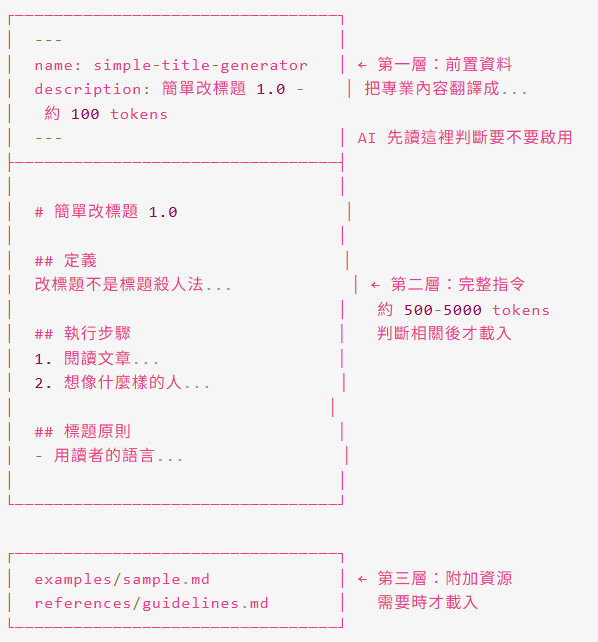 ---
name: simple-title-generator ← 第一層：前置資料
description: 簡單改標題 1.0 - 把專業內容翻譯成...
約 100 tokens
--- AI 先讀這裡判斷要不要啟用
# 簡單改標題 1.0
## 定義
改標題不是標題殺人法... ← 第二層：完整指令
約 500-5000 tokens
## 執行步驟 判斷相關後才載入
1. 閱讀文章...
2. 想像什麼樣的人...
## 標題原則
- 用讀者的語言...
examples/sample.md ← 第三層：附加資源
references/guidelines.md 需要時才載入